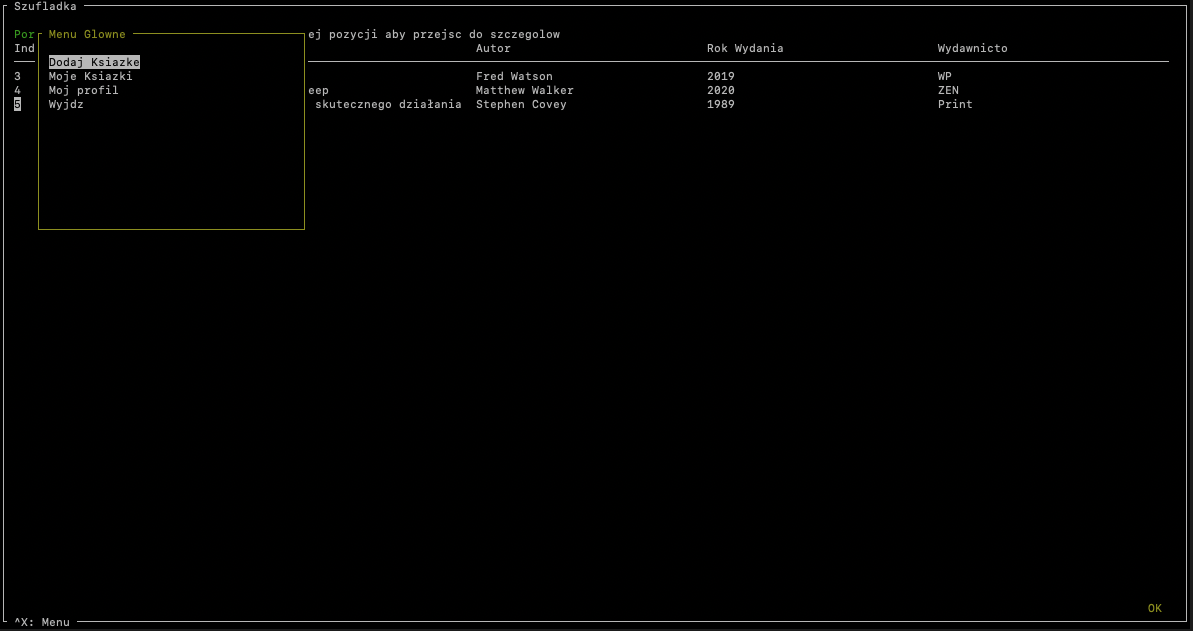 Szufladka
Por Menu Glowne ej pozycji aby przejsc do szczegolow
Ind Autor Rok Wydania Wydawnicto
Dodaj Ksiazke
3 Moje Ksiazki Fred Watson 2019 WP
4 Moj profil eep Matthew Walker 2020 ZEN
5 Wyjdz skutecznego działania Stephen Covey 1989 Print
OK
^X: Menu